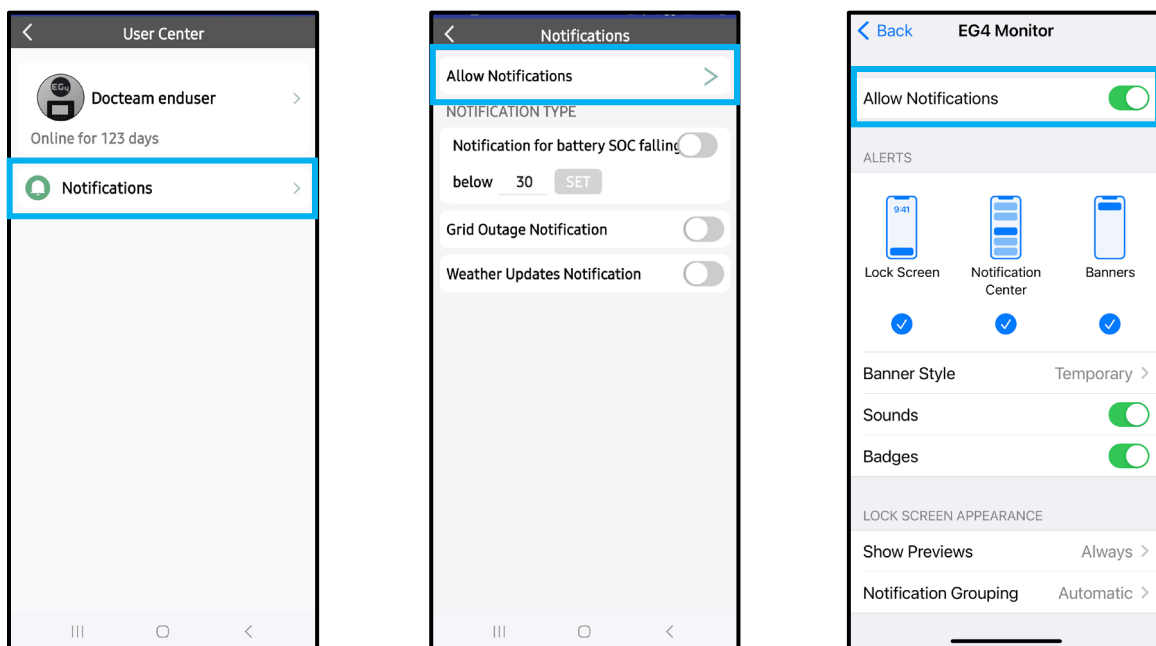 User Center
EG4
Docteam enduser
Online for 123 days
Notifications
Notifications
Allow Notifications
NOTIFICATION TYPE
Notification for battery SOC falling
below 30 SET
Grid Outage Notification
Weather Updates Notification
Back EG4 Monitor
Allow Notifications
ALERTS
9:41
Lock Screen Notification Center Banners
Banner Style Temporary
Sounds
Badges
LOCK SCREEN APPEARANCE
Show Previews Always
Notification Grouping Automatic